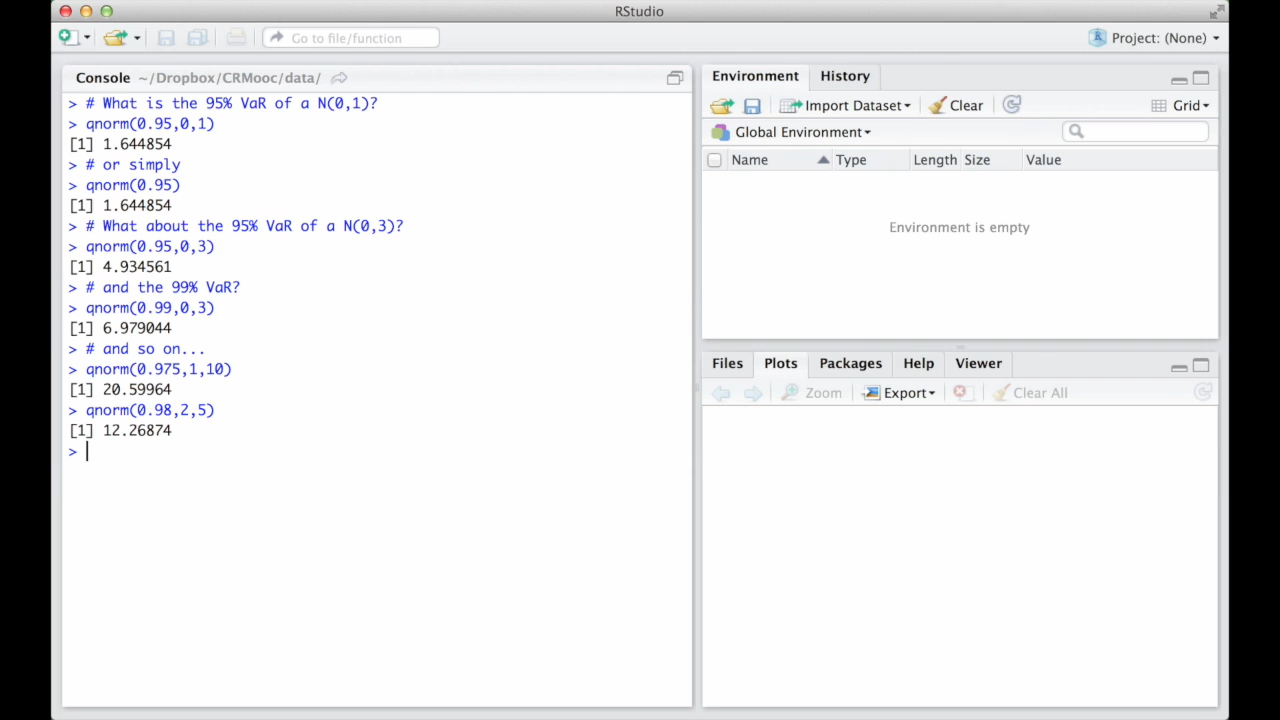 RStudio
Go to file/function
Project: (None)
Console ~/Dropbox/CRMooc/data/
> # What is the 95% VaR of a N(0,1)?
> qnorm(0.95,0,1)
[1] 1.644854
> # or simply
> qnorm(0.95)
[1] 1.644854
> # What about the 95% VaR of a N(0,3)?
> qnorm(0.95,0,3)
[1] 4.934561
> # and the 99% VaR?
> qnorm(0.99,0,3)
[1] 6.979044
> # and so on...
> qnorm(0.975,1,10)
[1] 20.59964
> qnorm(0.98,2,5)
[1] 12.26874
>
Environment History
Import Dataset Clear Grid
Global Environment
Name Type Length Size Value
Environment is empty
Files Plots Packages Help Viewer
Zoom Export Clear All